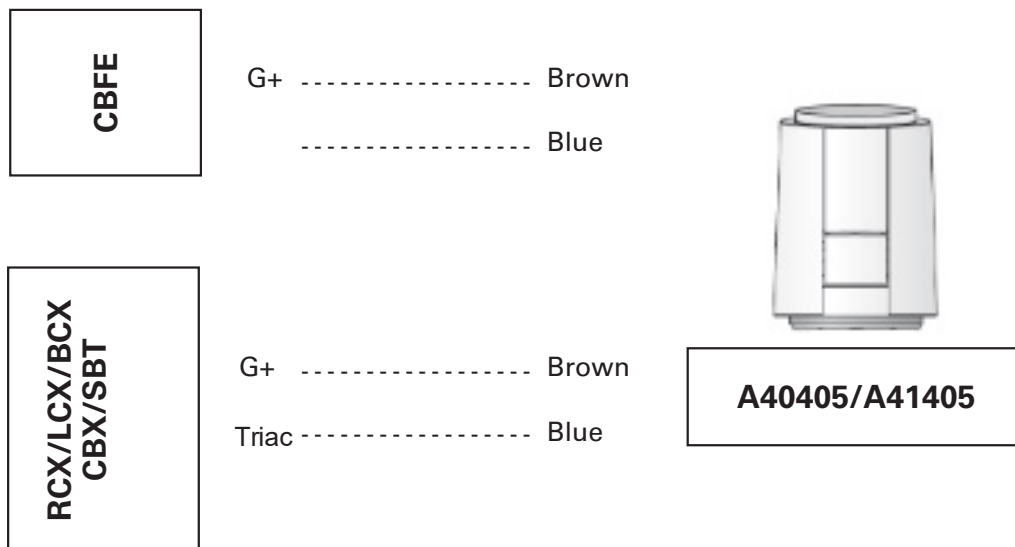 CBFE
G+ Brown
Blue
RCX/LCX/BCX
CBX/SBT
G+ Brown
Triac Blue
A40405/A41405